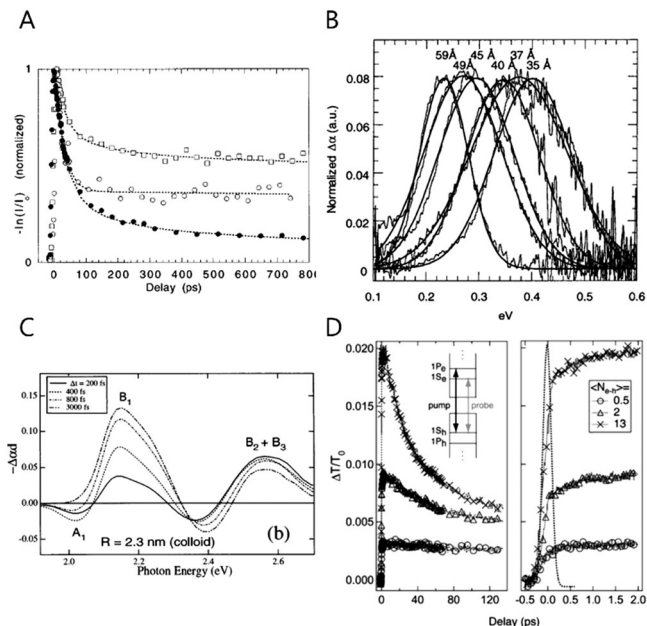 A
-ln(I/I₀) (normalized)
1
0
0 100 200 300 400 500 600 700 800
Delay (ps)
B
59Å 45 Å 37 Å
49Å 40 Å 35 Å
Normalized Δα (a.u.)
0.08
0.06
0.04
0.02
0
0.1 0.2 0.3 0.4 0.5 0.6
eV
C
Δt = 200 fs
400 fs
800 fs
3000 fs
B₁
B₂ + B₃
A₁
R = 2.3 nm (colloid)
(b)
-Δαd
0.15
0.10
0.05
0.00
-0.05
2.0 2.2 2.4 2.6
Photon Energy (eV)
D
ΔT/T₀
0.020
0.015
0.010
0.005
0.000
1Pₑ
1Sₑ
pump
probe
1Sₕ
1Pₕ
<Nₑ₋ₕ>=
0.5
2
13
0 40 80 120
-0.5 0.0 0.5 1.0 1.5 2.0
Delay (ps)